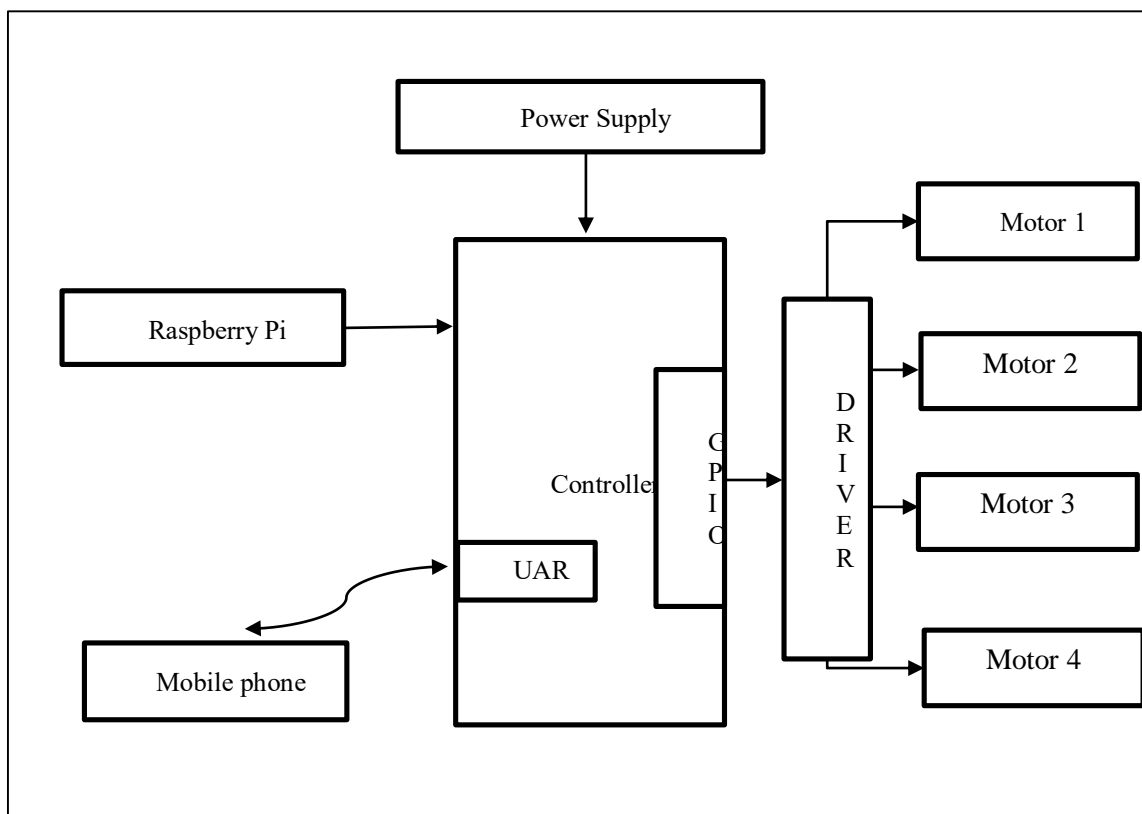 Power Supply
Motor 1
Raspberry Pi
Motor 2
D
R
I
V
E
R
G
P
I
O
Controller
Motor 3
UAR
Mobile phone
Motor 4